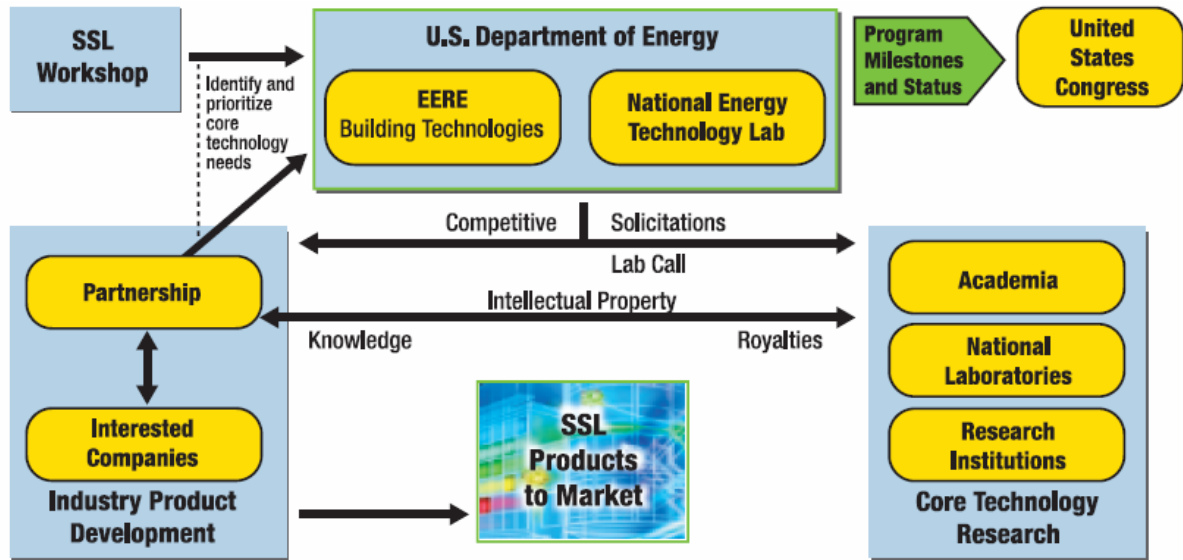 SSL
Workshop
Identify and
prioritize
core
technology
needs
U.S. Department of Energy
EERE
Building Technologies
National Energy
Technology Lab
Program
Milestones
and Status
United
States
Congress
Competitive
Solicitations
Lab Call
Intellectual Property
Knowledge
Royalties
Partnership
Interested
Companies
Industry Product
Development
SSL
Products
to Market
Academia
National
Laboratories
Research
Institutions
Core Technology
Research